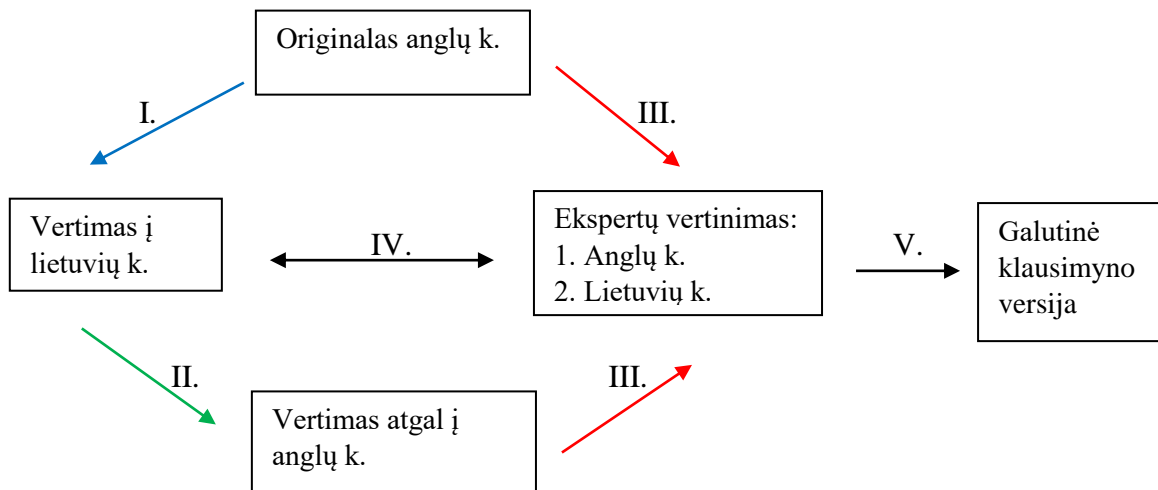 Originalas anglų k.
I.
III.
Vertimas į
lietuvių k.
IV.
Ekspertų vertinimas:
1. Anglų k.
2. Lietuvių k.
V.
Galutinė
klausimyno
versija
II.
III.
Vertimas atgal į
anglų k.